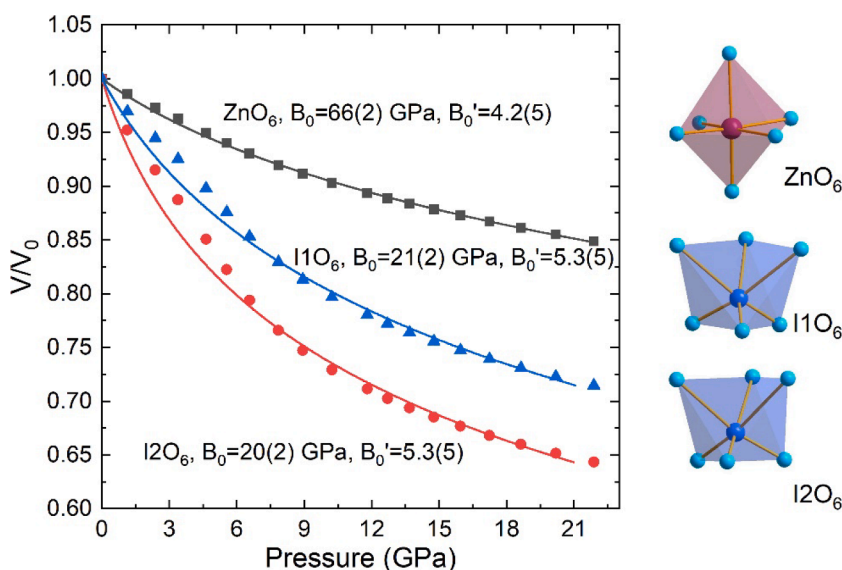 1.05
1.00
0.95
0.90
0.85
0.80
0.75
0.70
0.65
0.60
V/V₀
0
3
6
9
12
15
18
21
Pressure (GPa)
ZnO₆, B₀=66(2) GPa, B₀'=4.2(5)
I1O₆, B₀=21(2) GPa, B₀'=5.3(5)
I2O₆, B₀=20(2) GPa, B₀'=5.3(5)
ZnO₆
I1O₆
I2O₆